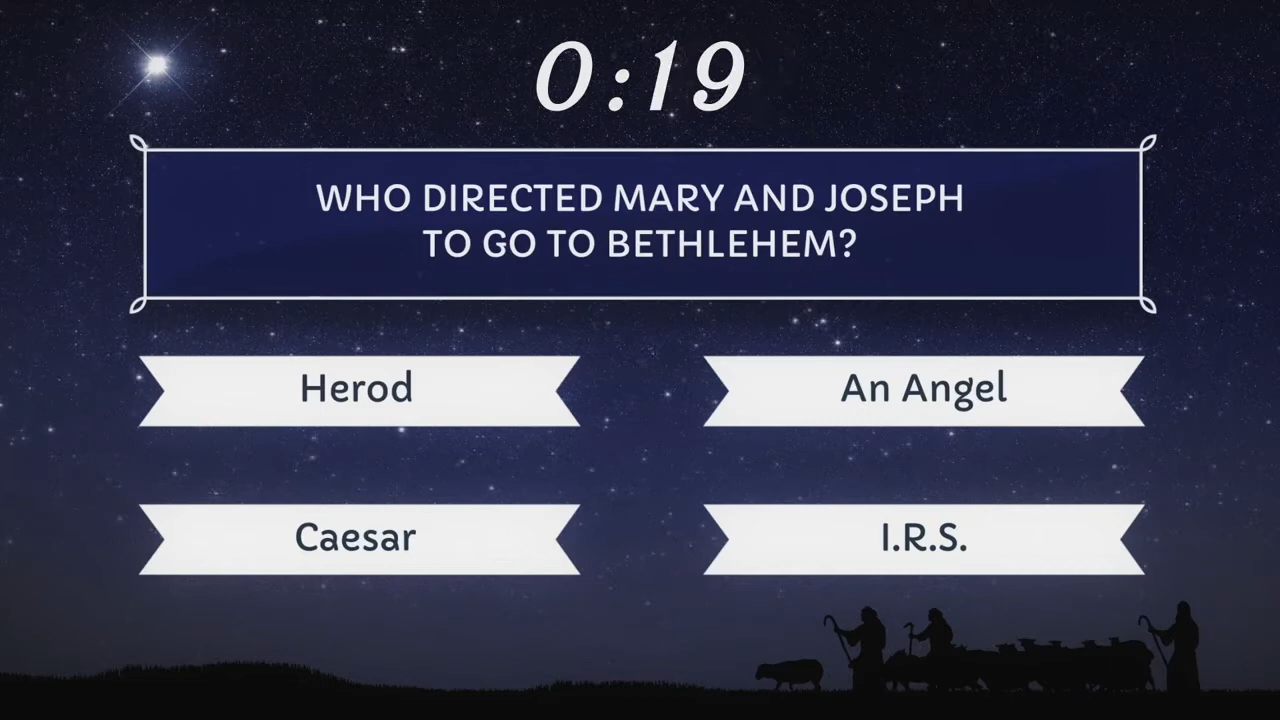 0:19
WHO DIRECTED MARY AND JOSEPH
TO GO TO BETHLEHEM?
Herod
An Angel
Caesar
I.R.S.